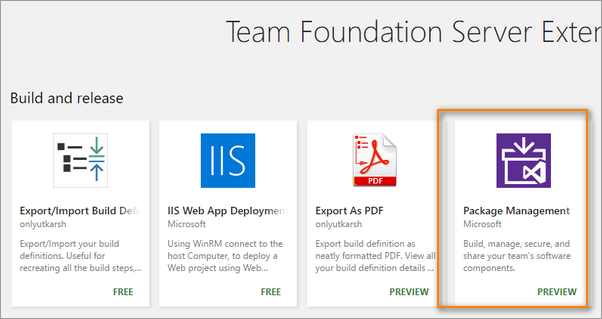 Team Foundation Server Exten
Build and release
IIS
PDF
Export/Import Build Defi
onlyutkarsh
Export/Import your build
definitions. Useful for
recreating all the build steps,...
FREE
IIS Web App Deploymen
Microsoft
Using WinRM connect to the
host Computer, to deploy a
Web project using Web...
FREE
Export As PDF
onlyutkarsh
Export build definition as
neatly formatted PDF. View all
your build definition details ...
PREVIEW
Package Management
Microsoft
Build, manage, secure, and
share your team's software
components.
PREVIEW